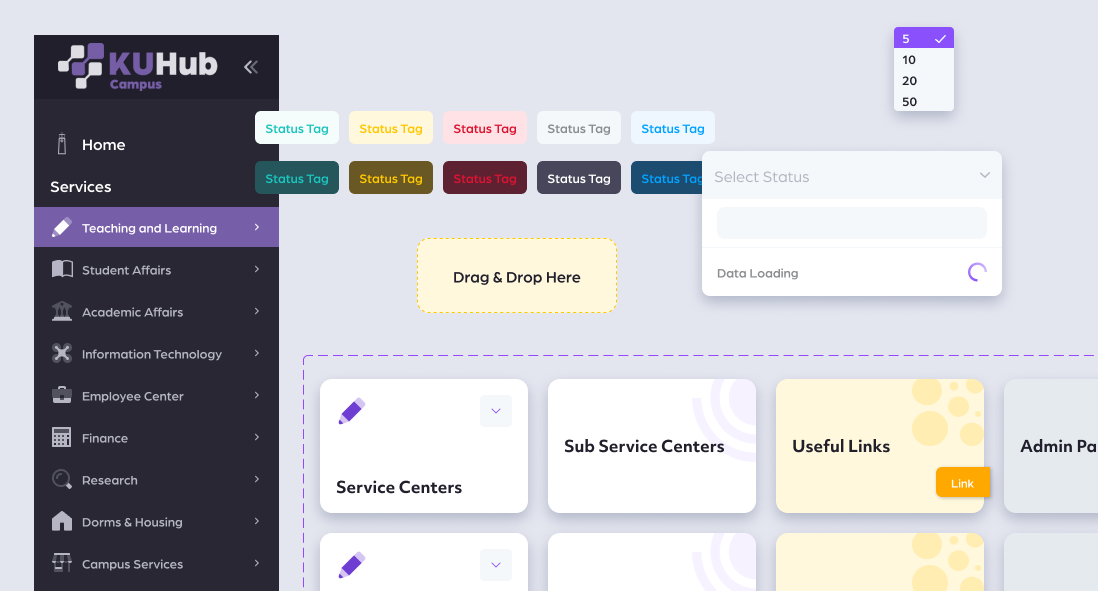 KUHub
Campus
Home
Services
Teaching and Learning
Student Affairs
Academic Affairs
Information Technology
Employee Center
Finance
Research
Dorms & Housing
Campus Services
5
10
20
50
Status Tag Status Tag Status Tag Status Tag Status Tag
Status Tag Status Tag Status Tag Status Tag Status Tag
Select Status
Data Loading
Drag & Drop Here
Service Centers
Sub Service Centers
Useful Links
Link
Admin Pa